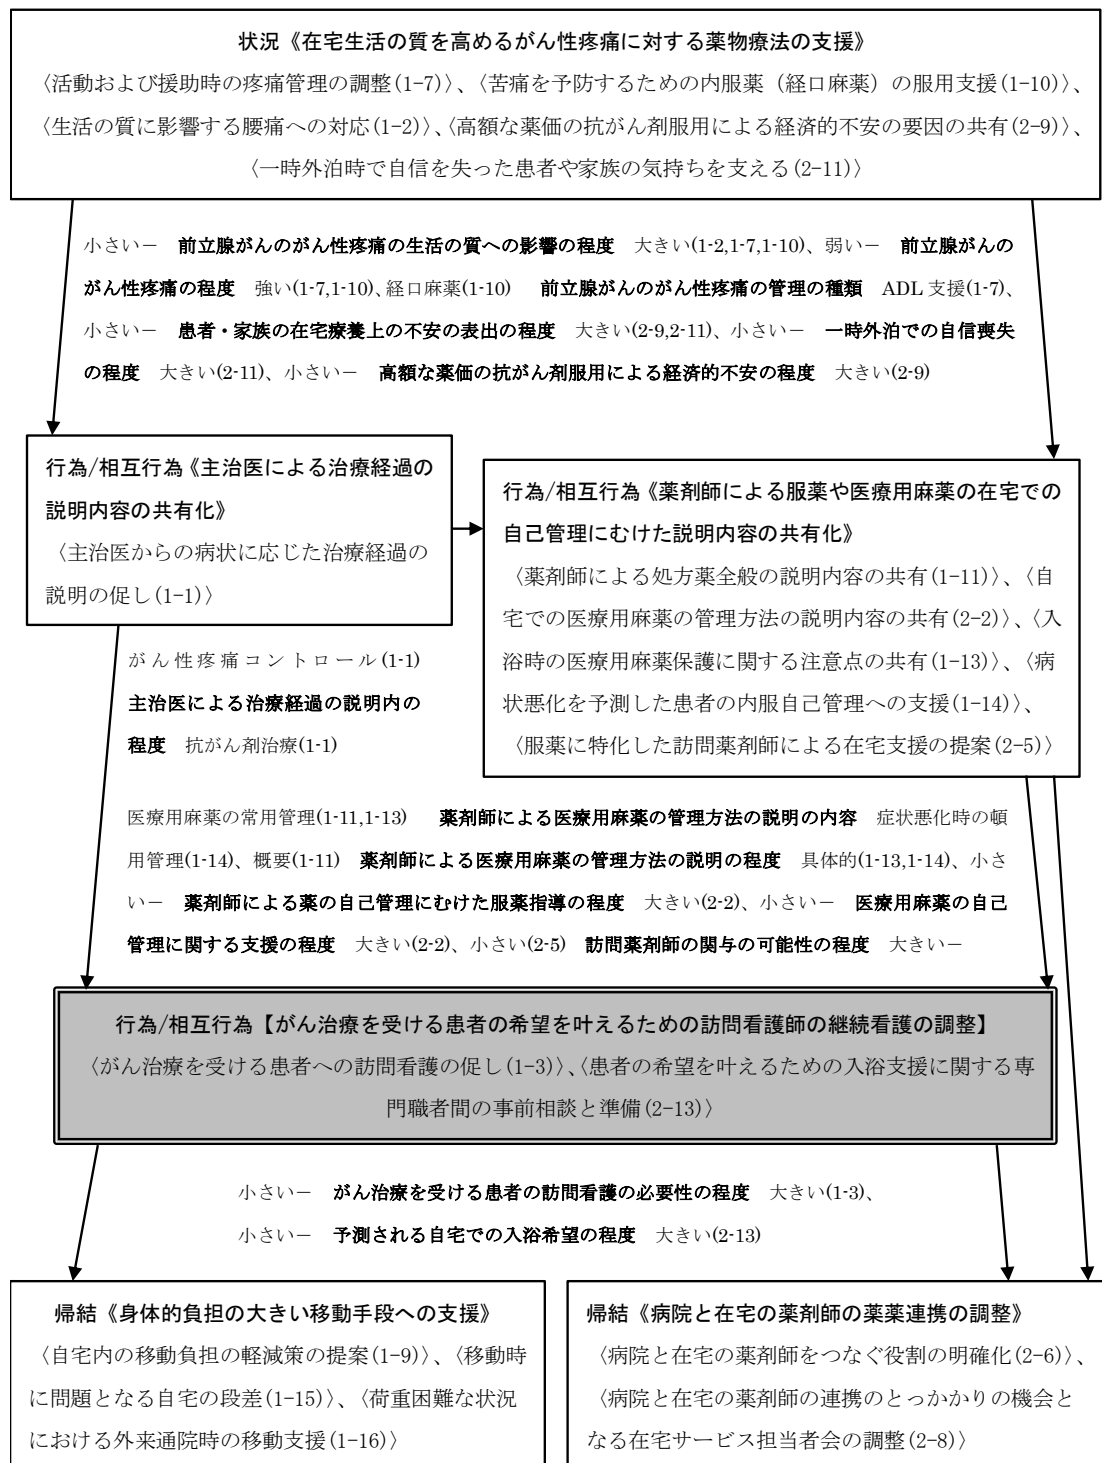 状況《在宅生活の質を高めるがん性疼痛に対する薬物療法の支援》
〈活動および援助時の疼痛管理の調整(1-7)〉、〈苦痛を予防するための内服薬（経口麻薬）の服用支援(1-10)〉、
〈生活の質に影響する腰痛への対応(1-2)〉、〈高額な薬価の抗がん剤服用による経済的不安の要因の共有(2-9)〉、
〈一時外泊時で自信を失った患者や家族の気持ちを支える(2-11)〉
小さい－　前立腺がんのがん性疼痛の生活の質への影響の程度　大きい(1-2,1-7,1-10)、弱い－　前立腺がんの
がん性疼痛の程度　強い(1-7,1-10)、経口麻薬(1-10)　前立腺がんのがん性疼痛の管理の種類　ADL 支援(1-7)、
小さい－　患者・家族の在宅療養上の不安の表出の程度　大きい(2-9,2-11)、小さい－　一時外泊での自信喪失
の程度　大きい(2-11)、小さい－　高額な薬価の抗がん剤服用による経済的不安の程度　大きい(2-9)
行為/相互行為《主治医による治療経過の
説明内容の共有化》
〈主治医からの病状に応じた治療経過の
説明の促し(1-1)〉
行為/相互行為《薬剤師による服薬や医療用麻薬の在宅での
自己管理にむけた説明内容の共有化》
〈薬剤師による処方薬全般の説明内容の共有(1-11)〉、〈自
宅での医療用麻薬の管理方法の説明内容の共有(2-2)〉、〈入
浴時の医療用麻薬保護に関する注意点の共有(1-13)〉、〈病
状悪化を予測した患者の内服自己管理への支援(1-14)〉、
〈服薬に特化した訪問薬剤師による在宅支援の提案(2-5)〉
がん性疼痛コントロール(1-1)
主治医による治療経過の説明内の
程度　抗がん剤治療(1-1)
医療用麻薬の常用管理(1-11,1-13)　薬剤師による医療用麻薬の管理方法の説明の内容　症状悪化時の頓
用管理(1-14)、概要(1-11)　薬剤師による医療用麻薬の管理方法の説明の程度　具体的(1-13,1-14)、小さ
い－　薬剤師による薬の自己管理にむけた服薬指導の程度　大きい(2-2)、小さい－　医療用麻薬の自己
管理に関する支援の程度　大きい(2-2)、小さい(2-5)　訪問薬剤師の関与の可能性の程度　大きい－
行為/相互行為【がん治療を受ける患者の希望を叶えるための訪問看護師の継続看護の調整】
〈がん治療を受ける患者への訪問看護の促し(1-3)〉、〈患者の希望を叶えるための入浴支援に関する専
門職者間の事前相談と準備(2-13)〉
小さい－　がん治療を受ける患者の訪問看護の必要性の程度　大きい(1-3)、
小さい－　予測される自宅での入浴希望の程度　大きい(2-13)
帰結《身体的負担の大きい移動手段への支援》
〈自宅内の移動負担の軽減策の提案(1-9)〉、〈移動時
に問題となる自宅の段差(1-15)〉、〈荷重困難な状況
における外来通院時の移動支援(1-16)〉
帰結《病院と在宅の薬剤師の薬薬連携の調整》
〈病院と在宅の薬剤師をつなぐ役割の明確化(2-6)〉、
〈病院と在宅の薬剤師の連携のとっかかりの機会と
なる在宅サービス担当者会の調整(2-8)〉